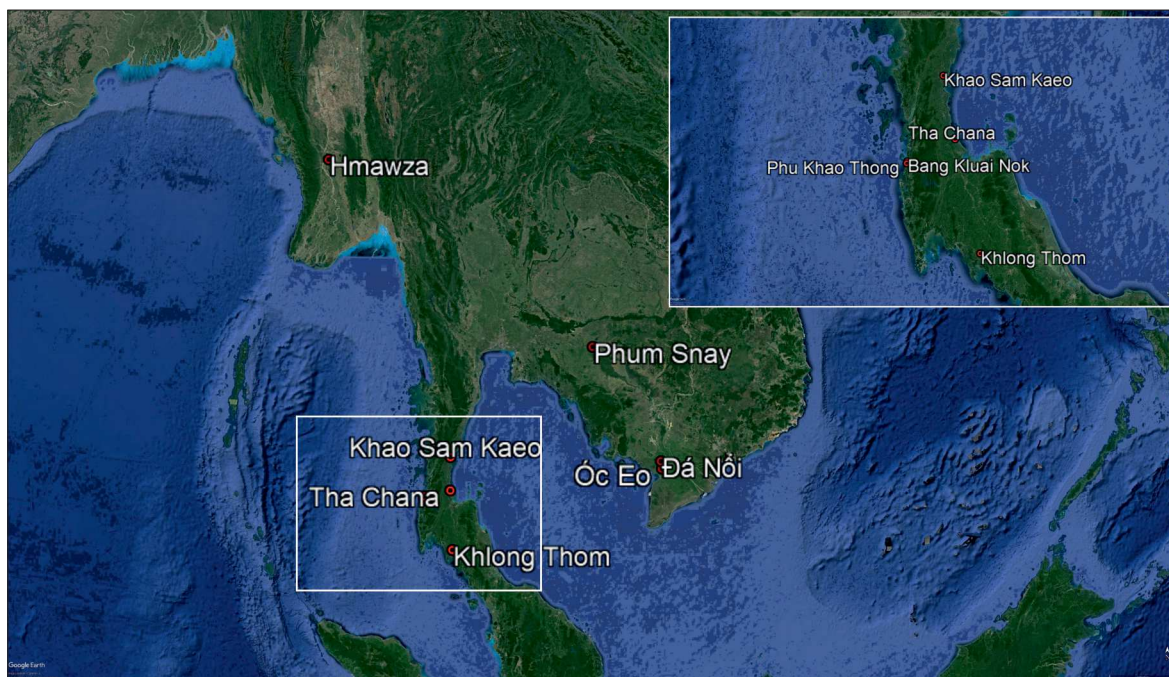 Khao Sam Kaeo
Tha Chana
Phu Khao Thong
Bang Kluai Nok
Khlong Thom
Hmawza
Phum Snay
Khao Sam Kaeo
Óc Eo
Đá Nổi
Tha Chana
Khlong Thom
Google Earth